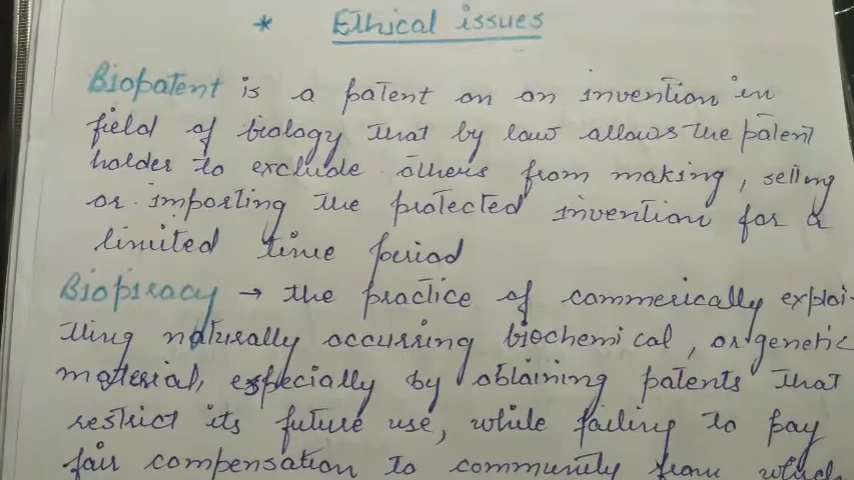 * Ethical issues
Biopatent is a patent on an invention in
field of biology that by law allows the patent
holder to exclude others from making, selling
or importing the protected invention for a
limited time period
Biopiracy → the practice of commerically exploi-
ting naturally occurring biochemical, or genetic
material, especially by obtaining patents that
restrict its future use, while failing to pay
fair compensation to community from which